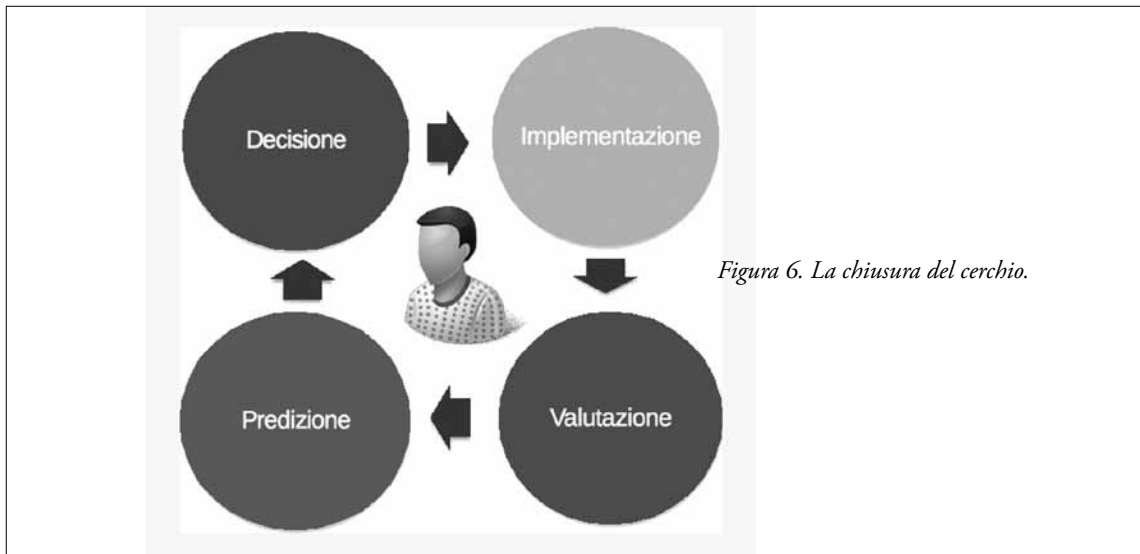 Decisione
Implementazione
Figura 6. La chiusura del cerchio.
Predizione
Valutazione